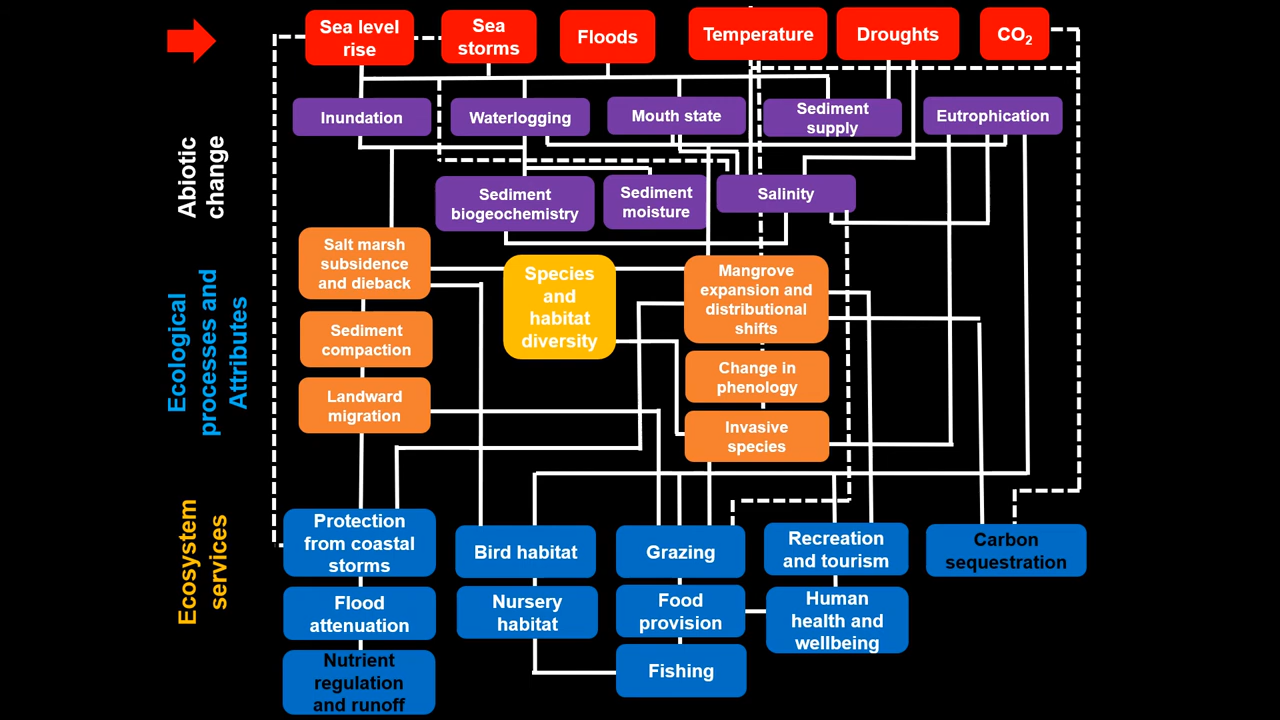 Sea level
rise
Sea
storms
Floods
Temperature
Droughts
CO₂
Abiotic
change
Inundation
Waterlogging
Mouth state
Sediment
supply
Eutrophication
Sediment
biogeochemistry
Sediment
moisture
Salinity
Ecological
processes and
Attributes
Salt marsh
subsidence
and dieback
Species
and
habitat
diversity
Mangrove
expansion and
distributional
shifts
Sediment
compaction
Change in
phenology
Landward
migration
Invasive
species
Ecosystem
services
Protection
from coastal
storms
Bird habitat
Grazing
Recreation
and tourism
Carbon
sequestration
Flood
attenuation
Nursery
habitat
Food
provision
Human
health and
wellbeing
Nutrient
regulation
and runoff
Fishing